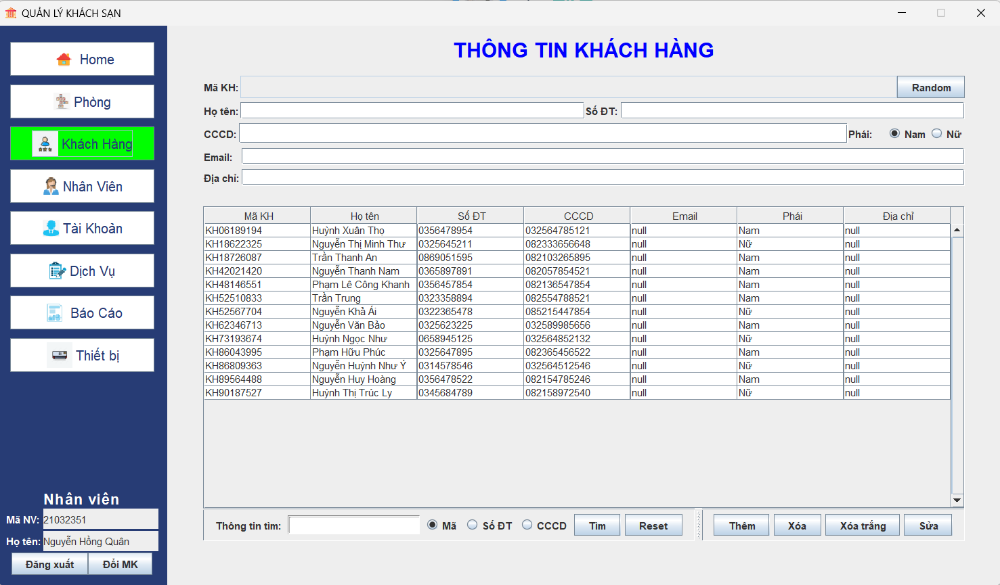 QUẢN LÝ KHÁCH SẠN
Home
Phòng
Khách Hàng
Nhân Viên
Tài Khoản
Dịch Vụ
Báo Cáo
Thiết bị
Nhân viên
Mã NV: 21032351
Họ tên: Nguyễn Hồng Quân
Đăng xuất Đổi MK
THÔNG TIN KHÁCH HÀNG
Mã KH: Random
Họ tên: Số ĐT:
CCCD: Phái: Nam Nữ
Email:
Địa chỉ:
Mã KH Họ tên Số ĐT CCCD Email Phái Địa chỉ
KH06189194 Huỳnh Xuân Thọ 0356478954 032564785121 null Nam null
KH18622325 Nguyễn Thị Minh Thư 0325645211 082333656648 null Nữ null
KH18726087 Trần Thanh An 0869051595 082103265895 null Nam null
KH42021420 Nguyễn Thanh Nam 0365897891 082057854521 null Nam null
KH48146551 Phạm Lê Công Khanh 0356457854 082136547854 null Nam null
KH52510833 Trần Trung 0323358894 082554788521 null Nam null
KH52567704 Nguyễn Khả Ái 0322365478 085215447854 null Nữ null
KH62346713 Nguyễn Văn Bảo 0325623225 032589985656 null Nam null
KH73193674 Huỳnh Ngọc Như 0658945125 032564852132 null Nữ null
KH86043995 Phạm Hữu Phúc 0325647895 082365456522 null Nam null
KH86809363 Nguyễn Huỳnh Như Ý 0314578546 032564512546 null Nữ null
KH89564488 Nguyễn Huy Hoàng 0356478522 082154785246 null Nam null
KH90187527 Huỳnh Thị Trúc Ly 0345684789 082158972540 null Nữ null
Thông tin tìm: Mã Số ĐT CCCD Tìm Reset Thêm Xóa Xóa trắng Sửa